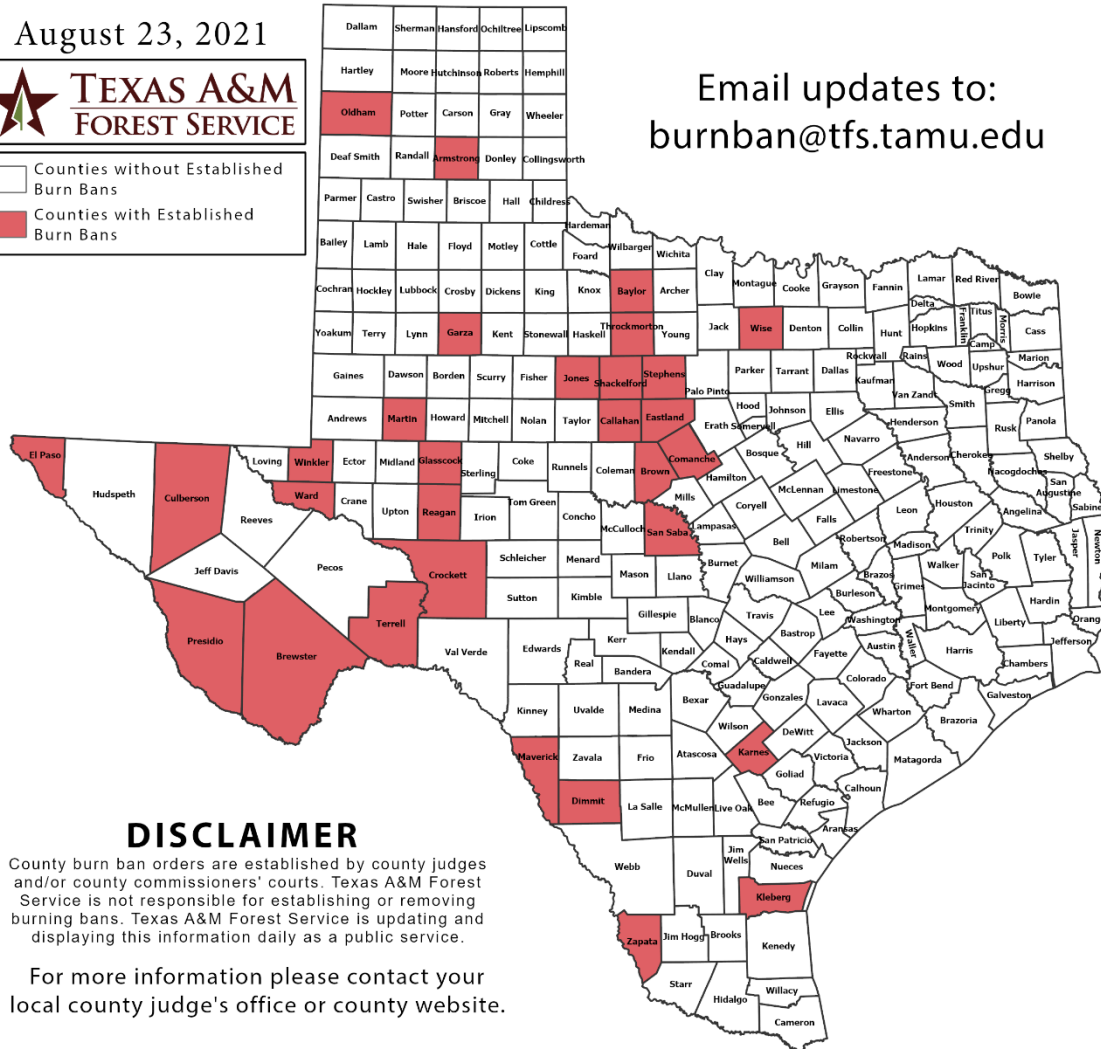 August 23, 2021
TEXAS A&M
FOREST SERVICE
Counties without Established
Burn Bans
Counties with Established
Burn Bans
Email updates to:
burnban@tfs.tamu.edu
Dallam Sherman Hansford Ochiltree Lipscomb
Hartley Moore Hutchinson Roberts Hemphill
Oldham Potter Carson Gray Wheeler
Deaf Smith Randall Armstrong Donley Collingsworth
Parmer Castro Swisher Briscoe Hall Childress
Hardeman
Bailey Lamb Hale Floyd Motley Cottle Foard Wilbarger Wichita
Clay Montague Cooke Grayson Fannin Lamar Red River Bowie
Cochran Hockley Lubbock Crosby Dickens King Knox Baylor Archer
Delta Franklin Titus Morris Cass
Yoakum Terry Lynn Garza Kent Stonewall Haskell Throckmorton Young Jack Wise Denton Collin Hunt Hopkins Camp
Rockwall Rains Wood Upshur Marion
Gaines Dawson Borden Scurry Fisher Jones Shackelford Stephens Palo Pinto Parker Tarrant Dallas Kaufman Van Zandt Gregg Harrison
Andrews Martin Howard Mitchell Nolan Taylor Callahan Eastland Erath Somervell Hood Johnson Ellis Henderson Smith Rusk Panola
El Paso Hudspeth Culberson Loving Winkler Ector Midland Glasscock Sterling Coke Runnels Coleman Brown Comanche Hamilton Bosque Hill Navarro Anderson Cherokee Nacogdoches Shelby
Reeves Ward Crane Upton Reagan Irion Tom Green Concho McCulloch San Saba Mills Lampasas Coryell McLennan Limestone Freestone Leon Houston Angelina San Augustine Sabine
Jeff Davis Pecos Crockett Schleicher Menard Mason Llano Burnet Bell Falls Robertson Madison Trinity Polk Tyler Jasper Newton
Presidio Brewster Terrell Val Verde Sutton Kimble Gillespie Blanco Williamson Milam Brazos Grimes Walker San Jacinto Hardin Orange
Edwards Kerr Kendall Hays Travis Bastrop Lee Burleson Washington Montgomery Liberty Jefferson
Real Bandera Comal Caldwell Fayette Austin Waller Harris Chambers
Kinney Uvalde Medina Bexar Guadalupe Gonzales Lavaca Colorado Fort Bend Galveston
Maverick Zavala Frio Atascosa Wilson Karnes DeWitt Jackson Wharton Brazoria
Dimmit La Salle McMullen Live Oak Bee Goliad Victoria Calhoun Matagorda
Refugio Aransas
Webb Duval Jim Wells San Patricio Nueces
Kleberg
Zapata Jim Hogg Brooks Kenedy
Starr Hidalgo Willacy
Cameron
DISCLAIMER
County burn ban orders are established by county judges
and/or county commissioners' courts. Texas A&M Forest
Service is not responsible for establishing or removing
burning bans. Texas A&M Forest Service is updating and
displaying this information daily as a public service.
For more information please contact your
local county judge's office or county website.